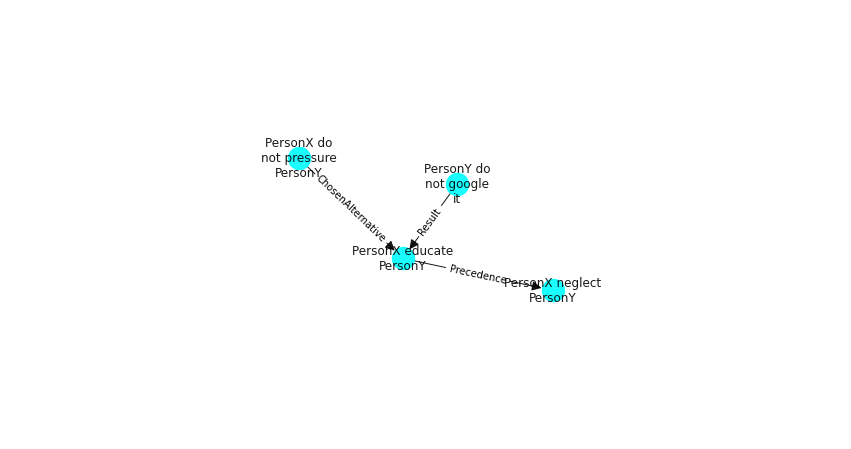 PersonX do
not pressure
PersonY
PersonY do
not google
it
ChosenAlternative
Result
PersonX educate
PersonY
Precedence
PersonX neglect
PersonY